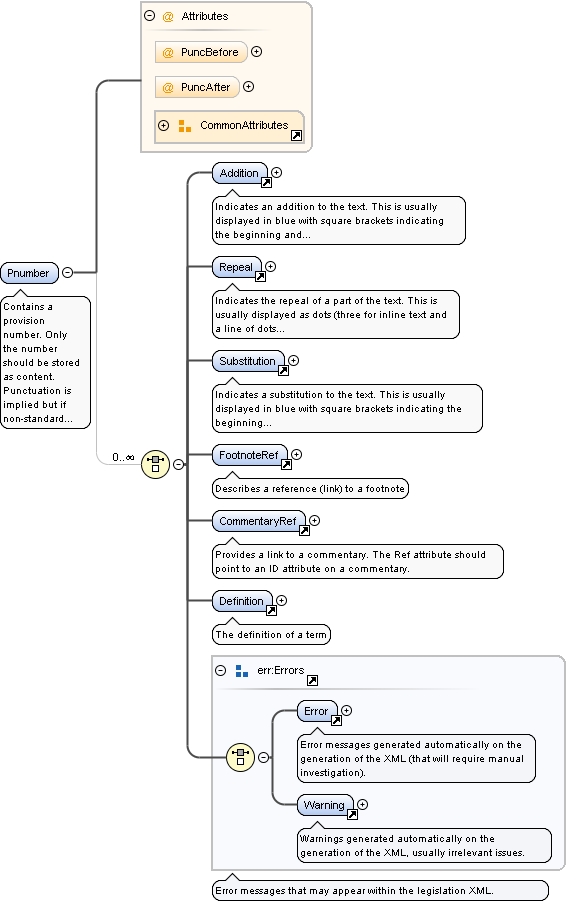 Attributes
PuncBefore
PuncAfter
CommonAttributes
Pnumber
Contains a
provision
number. Only
the number
should be stored
as content.
Punctuation is
implied but if
non-standard...
0..∞
Addition
Indicates an addition to the text. This is usually
displayed in blue with square brackets indicating
the beginning and...
Repeal
Indicates the repeal of a part of the text. This is
usually displayed as dots (three for inline text and
a line of dots...
Substitution
Indicates a substitution to the text. This is usually
displayed in blue with square brackets indicating the
beginning...
FootnoteRef
Describes a reference (link) to a footnote
CommentaryRef
Provides a link to a commentary. The Ref attribute should
point to an ID attribute on a commentary.
Definition
The definition of a term
err:Errors
Error
Error messages generated automatically on the
generation of the XML (that will require manual
investigation).
Warning
Warnings generated automatically on the
generation of the XML, usually irrelevant issues.
Error messages that may appear within the legislation XML.